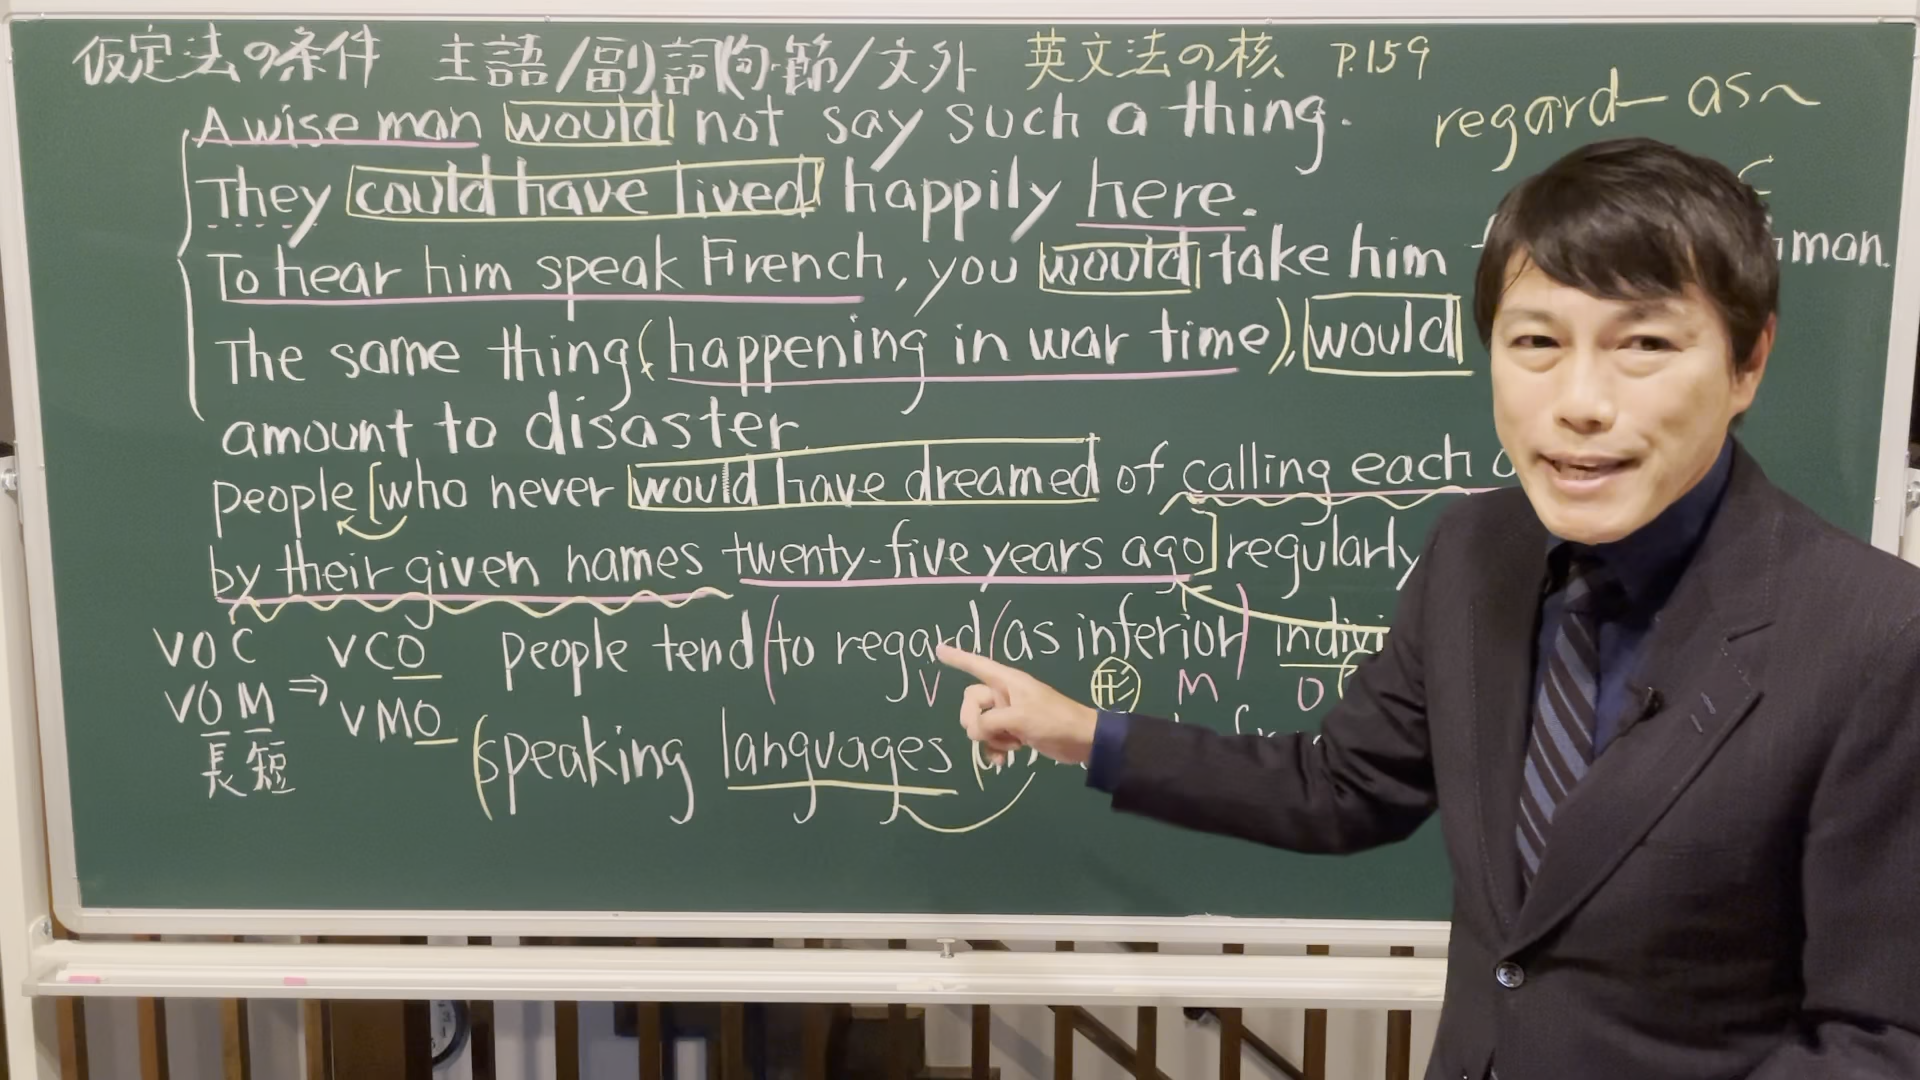 仮定法の条件 主語/副詞句・節/文外 英文法の核 P.159
regard― as~
A wise man would not say such a thing.
They could have lived happily here.
C
To hear him speak French, you would take him man.
The same thing(, happening in war time), would
amount to disaster.
people [who never would have dreamed of calling each
by their given names twenty-five years ago] regularly
VOC VCO people tend (to regard (as inferior)
V 形 M O
VOM ⇒ VMO (speaking languages
長短